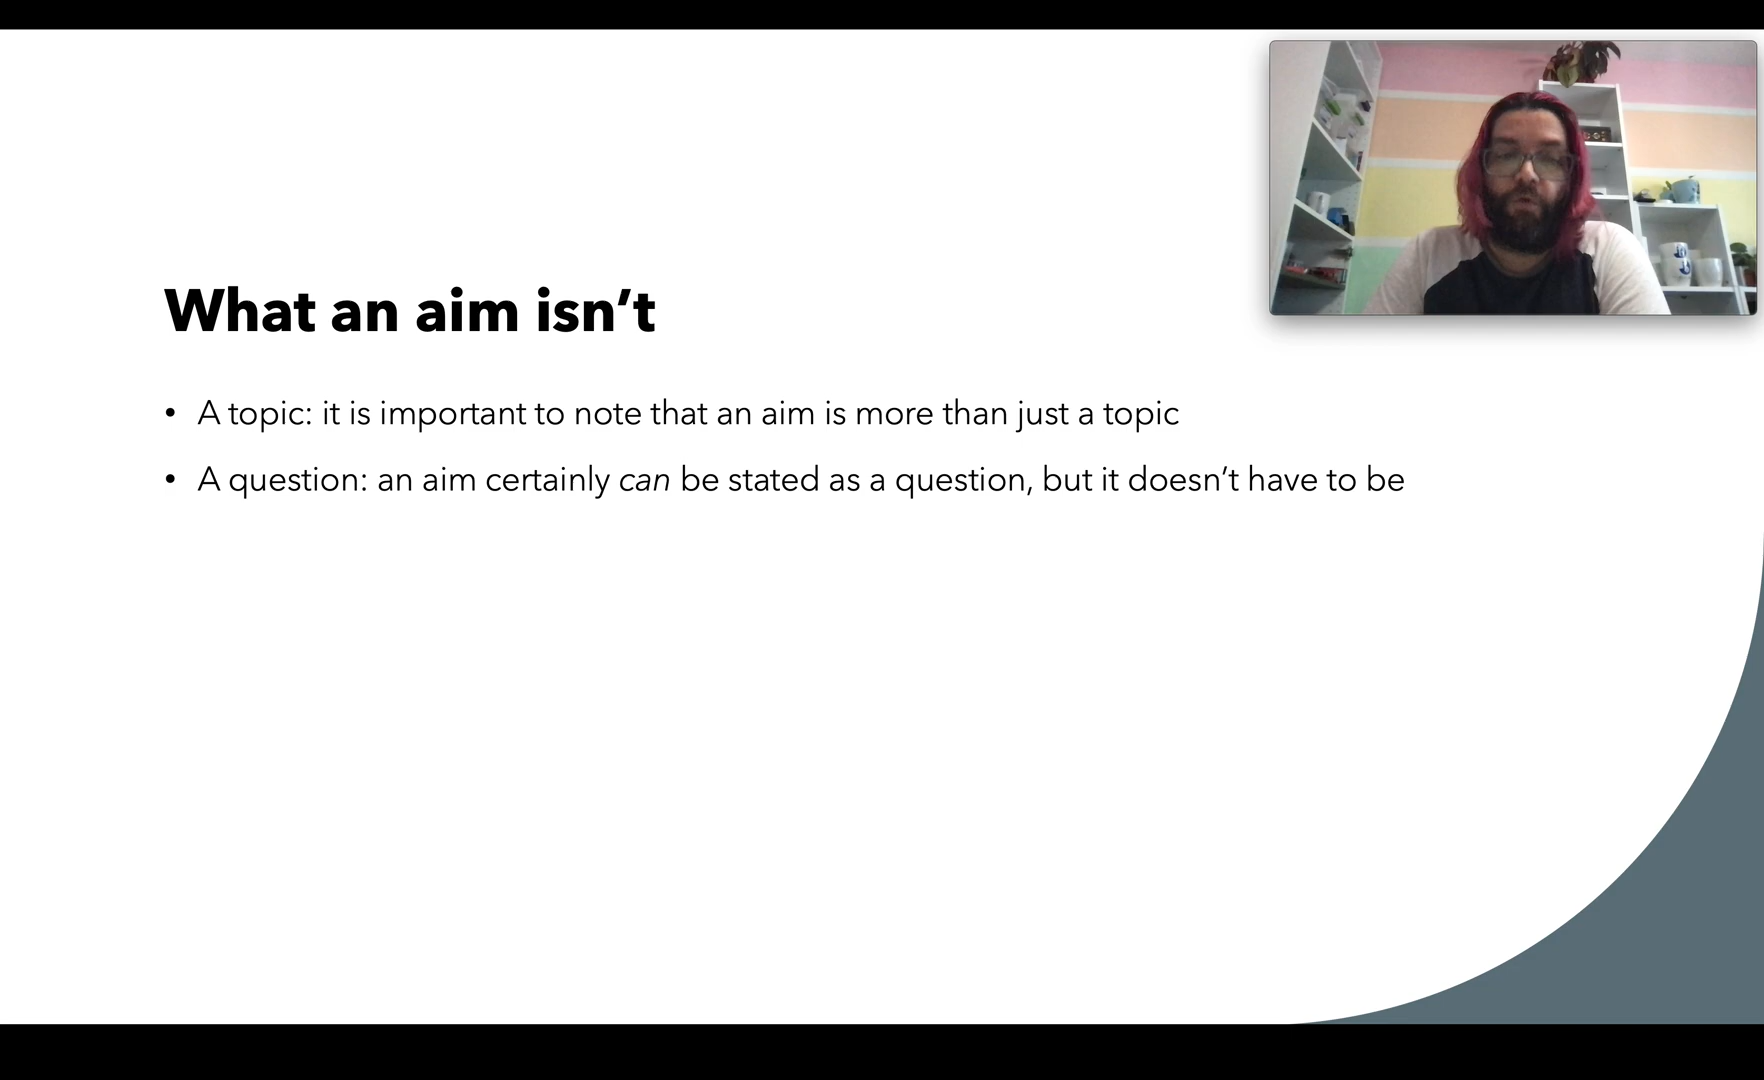 What an aim isn’t
• A topic: it is important to note that an aim is more than just a topic
• A question: an aim certainly can be stated as a question, but it doesn’t have to be